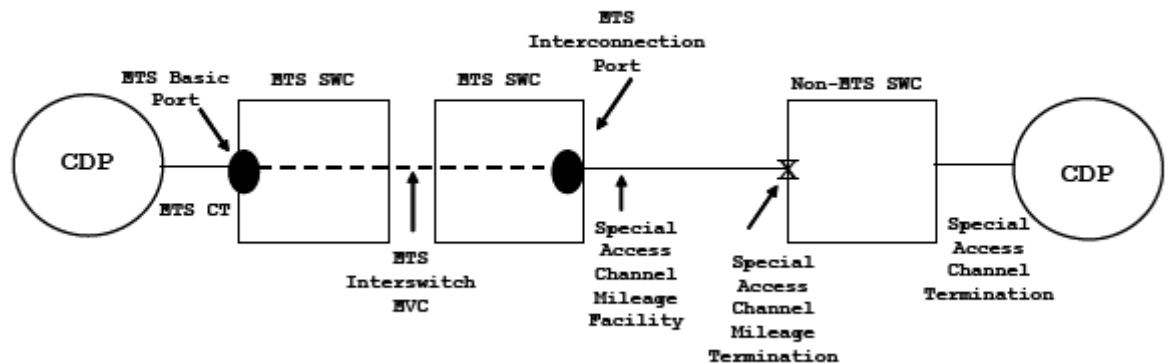 ETS
Interconnection
Port
ETS Basic
Port
ETS SWC
ETS SWC
Non-ETS SWC
CDP
CDP
ETS CT
ETS
Interswitch
EVC
Special
Access
Channel
Mileage
Facility
Special
Access
Channel
Mileage
Termination
Special
Access
Channel
Termination